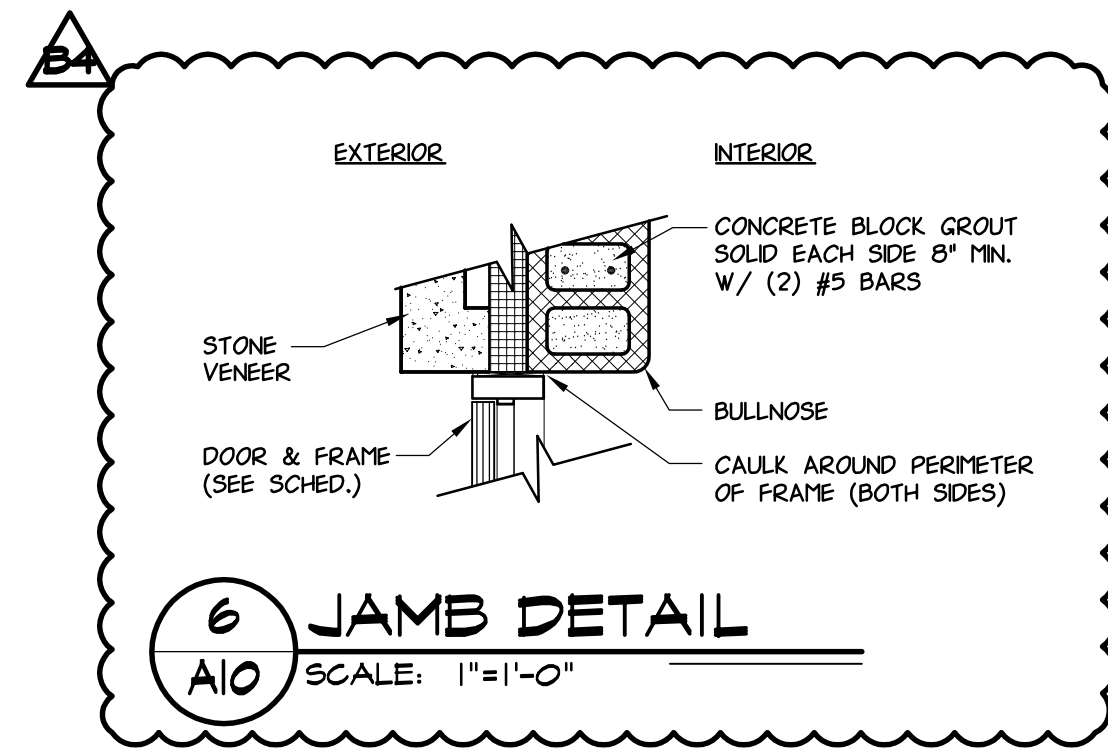 B4
EXTERIOR
INTERIOR
CONCRETE BLOCK GROUT
SOLID EACH SIDE 8" MIN.
W/ (2) #5 BARS
STONE
VENEER
BULLNOSE
DOOR & FRAME
(SEE SCHED.)
CAULK AROUND PERIMETER
OF FRAME (BOTH SIDES)
6
A10
JAMB DETAIL
SCALE: 1"=1'-0"